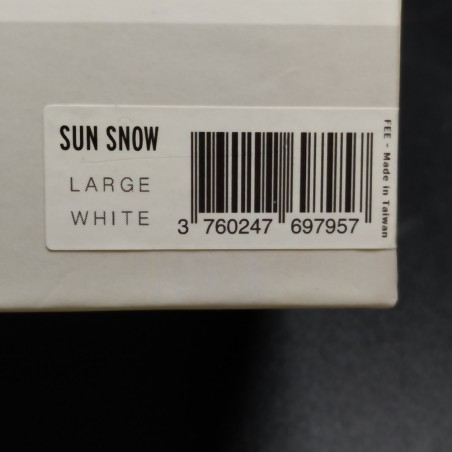 SUN SNOW
LARGE
WHITE
3 760247 697957
FEE - Made in Taiwan